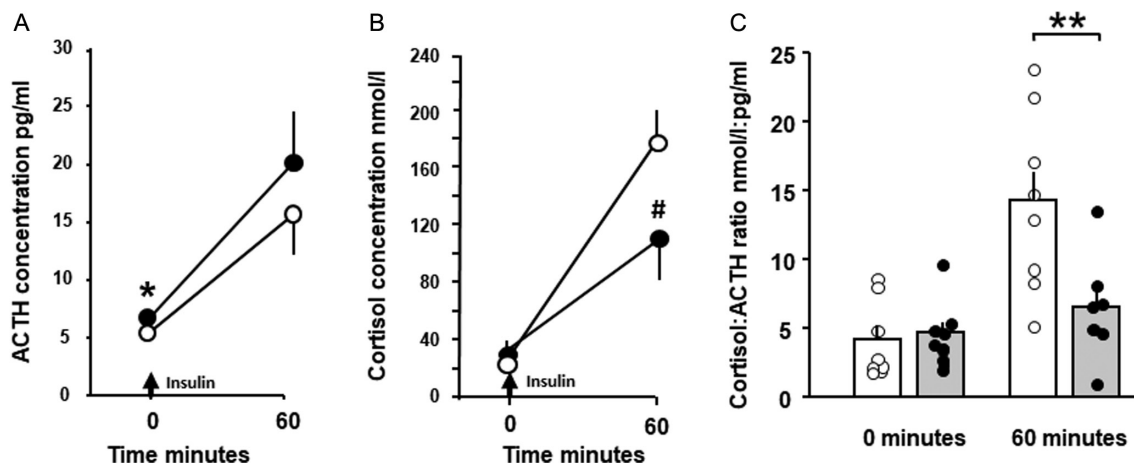 A
ACTH concentration pg/ml
30
25
20
15
10
5
0
*
Insulin
0
60
Time minutes
B
Cortisol concentration nmol/l
240
200
160
120
80
40
0
#
Insulin
0
60
Time minutes
C
**
Cortisol:ACTH ratio nmol/l:pg/ml
25
20
15
10
5
0
0 minutes
60 minutes